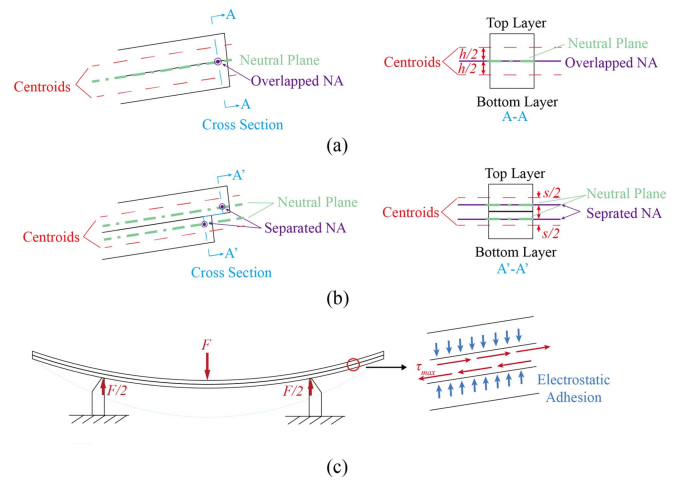 A
Top Layer
Neutral Plane
Neutral Plane
Centroids
h/2
Overlapped NA
Centroids
h/2
Overlapped NA
A
Bottom Layer
Cross Section
A-A
(a)
A'
Top Layer
s/2
Neutral Plane
Neutral Plane
Centroids
Separated NA
Centroids
Seprated NA
A'
s/2
Cross Section
Bottom Layer
A'-A'
(b)
F
F/2
F/2
τmax
Electrostatic
Adhesion
(c)